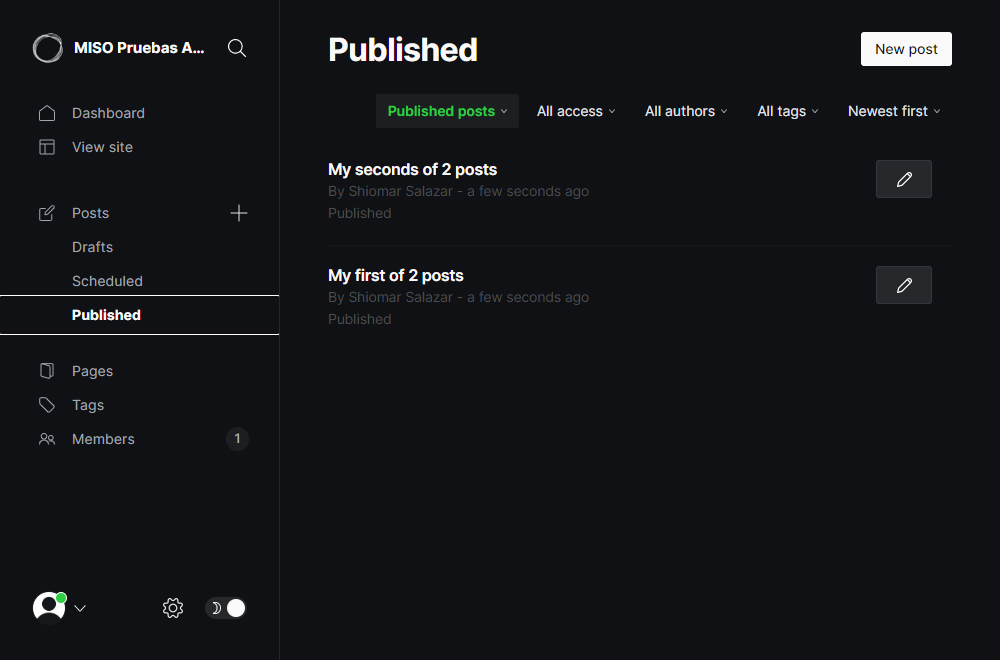 MISO Pruebas A...
Dashboard
View site
Posts
Drafts
Scheduled
Published
Pages
Tags
Members 1
Published
New post
Published posts All access All authors All tags Newest first
My seconds of 2 posts
By Shiomar Salazar - a few seconds ago
Published
My first of 2 posts
By Shiomar Salazar - a few seconds ago
Published